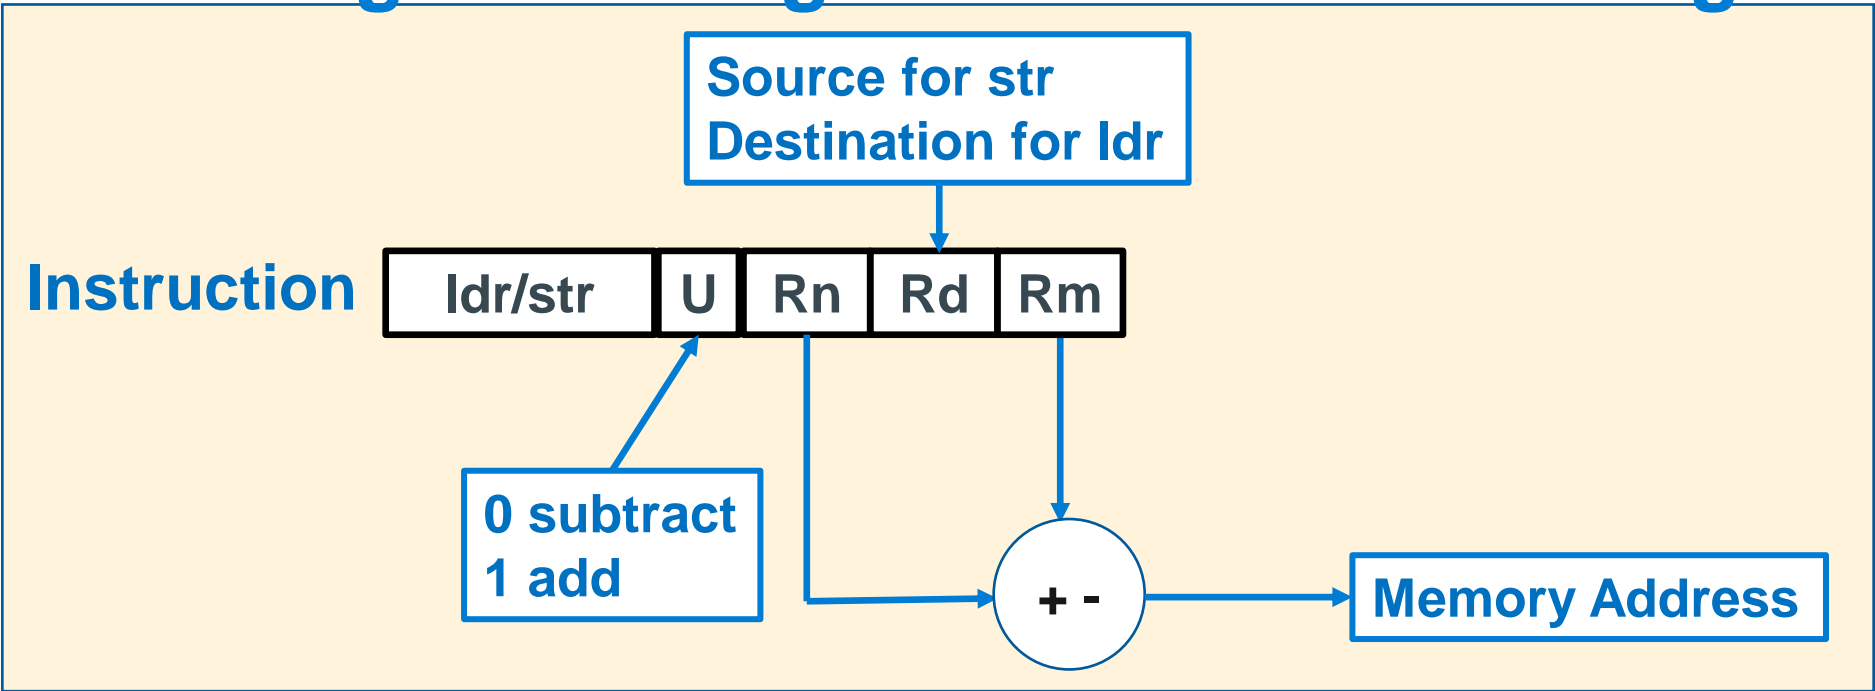 Source for str
Destination for ldr
Instruction
ldr/str U Rn Rd Rm
0 subtract
1 add
+ -
Memory Address